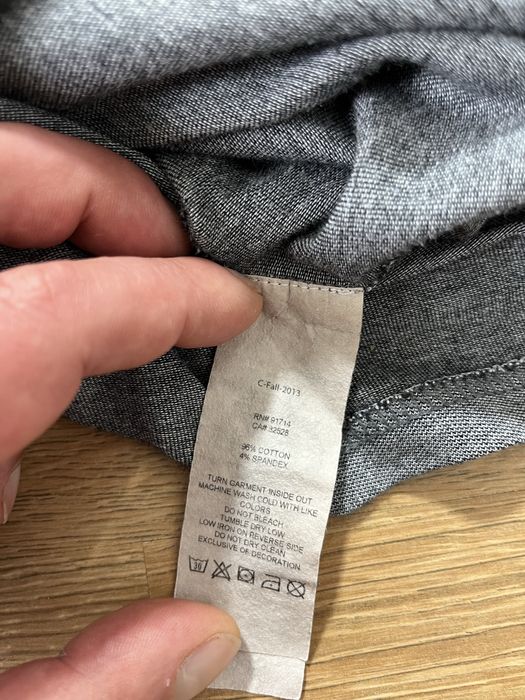 C-Fall-2013
RN# 91714
CA# 32528
96% COTTON
4% SPANDEX
TURN GARMENT INSIDE OUT
MACHINE WASH COLD WITH LIKE
COLORS
DO NOT BLEACH
TUMBLE DRY LOW
LOW IRON ON REVERSE SIDE
DO NOT DRY CLEAN
EXCLUSIVE OF DECORATION
30